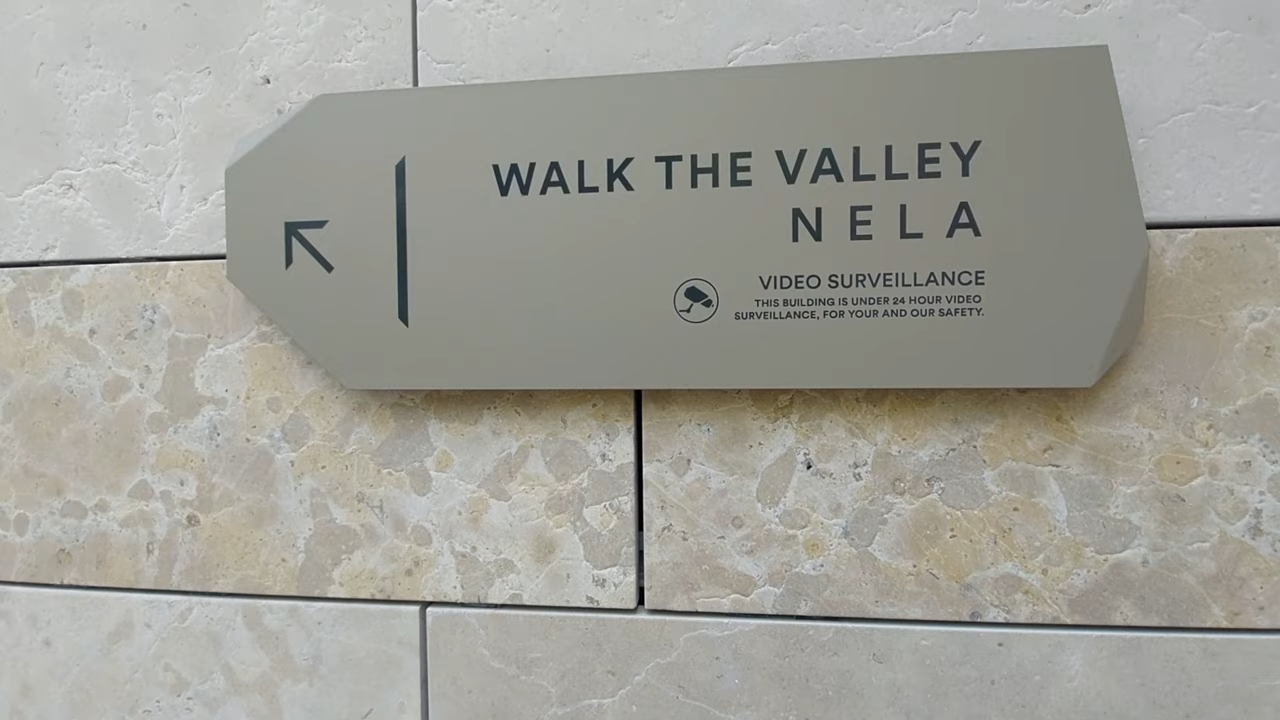 WALK THE VALLEY
NELA
VIDEO SURVEILLANCE
THIS BUILDING IS UNDER 24 HOUR VIDEO
SURVEILLANCE, FOR YOUR AND OUR SAFETY.